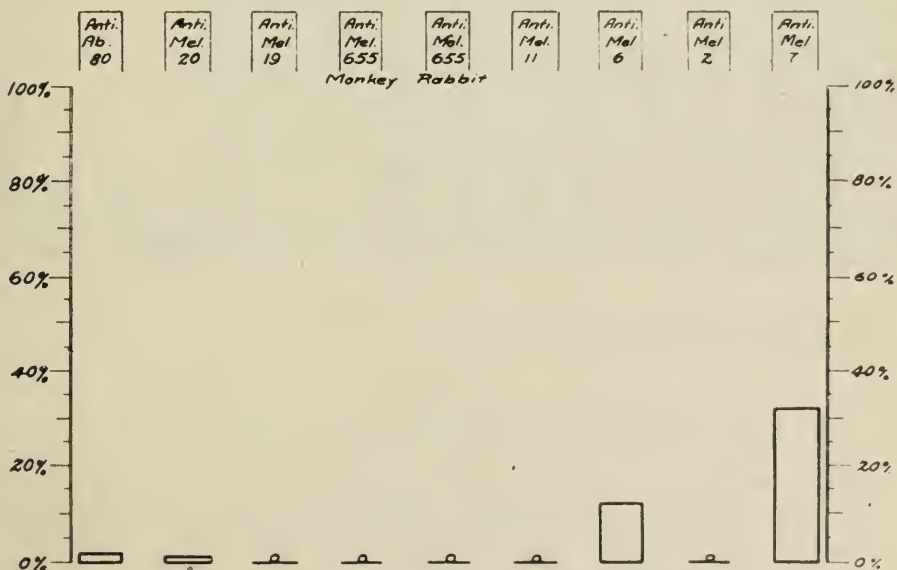 Anti. Anti. Anti. Anti. Anti. Anti. Anti. Anti. Anti.
Ab. Mel. Mel Mel. Mel. Mel. Mel Mel Mel
80 20 19 655 655 11 6 2 7
Monkey Rabbit
100% 100%
80% 80%
60% 60%
40% 40%
20% 20%
0 0 0 0 0
0% 0%